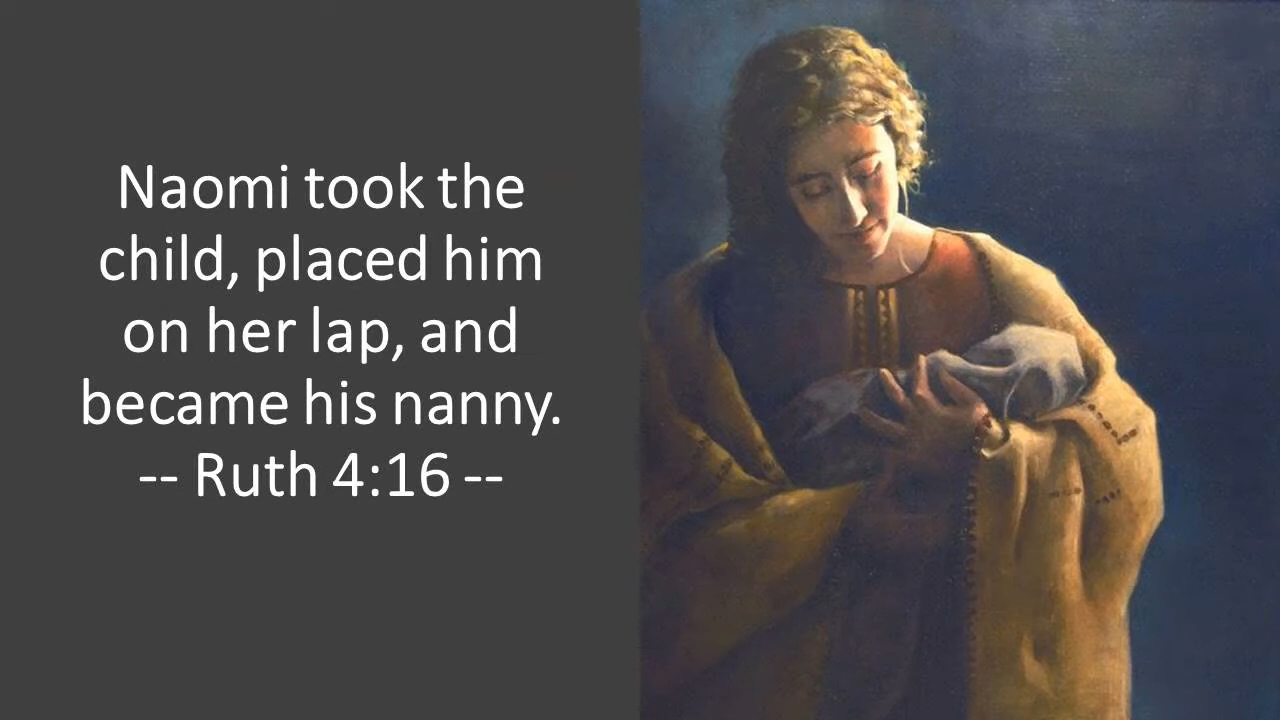 Naomi took the
child, placed him
on her lap, and
became his nanny.
-- Ruth 4:16 --